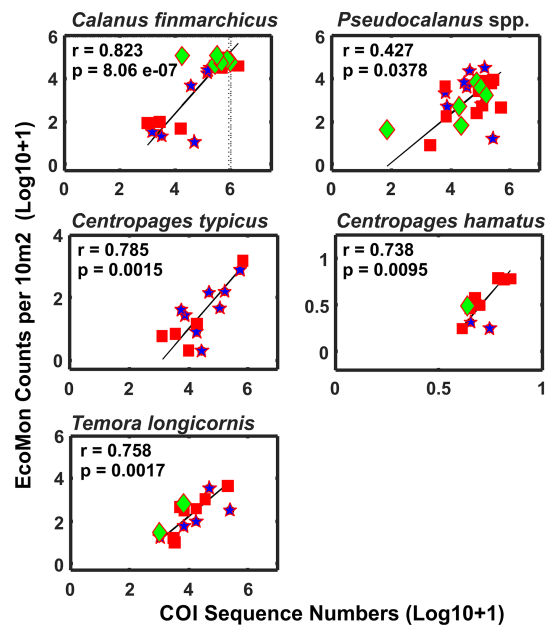 Calanus finmarchicus
Pseudocalanus spp.
6
4
2
0
r = 0.823
p = 8.06 e-07
0 2 4 6
6
4
2
0
r = 0.427
p = 0.0378
0 2 4 6
Centropages typicus
Centropages hamatus
4
2
0
r = 0.785
p = 0.0015
0 2 4 6
1
0.5
0
r = 0.738
p = 0.0095
0 0.5 1
Temora longicornis
6
4
2
0
r = 0.758
p = 0.0017
0 2 4 6
EcoMon Counts per 10m2 (Log10+1)
COI Sequence Numbers (Log10+1)